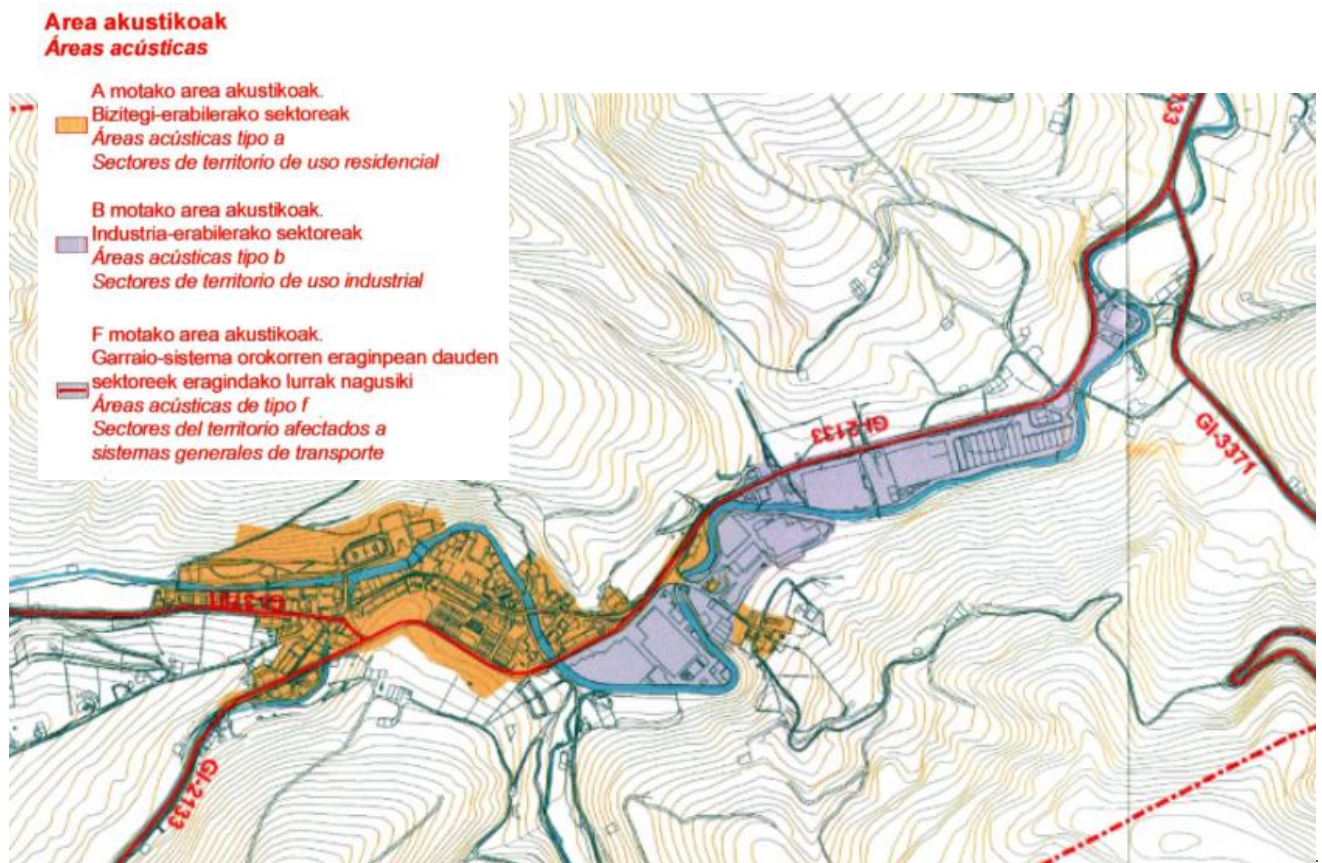 Area akustikoak
Áreas acústicas
A motako area akustikoak.
Bizitegi-erabilerako sektoreak
Áreas acústicas tipo a
Sectores de territorio de uso residencial
B motako area akustikoak.
Industria-erabilerako sektoreak
Áreas acústicas tipo b
Sectores de territorio de uso industrial
F motako area akustikoak.
Garraio-sistema orokorren eraginpean dauden
sektoreek eragindako lurrak nagusiki
Áreas acústicas de tipo f
Sectores del territorio afectados a
sistemas generales de transporte
GI-2133
GI-3371
GI-2133